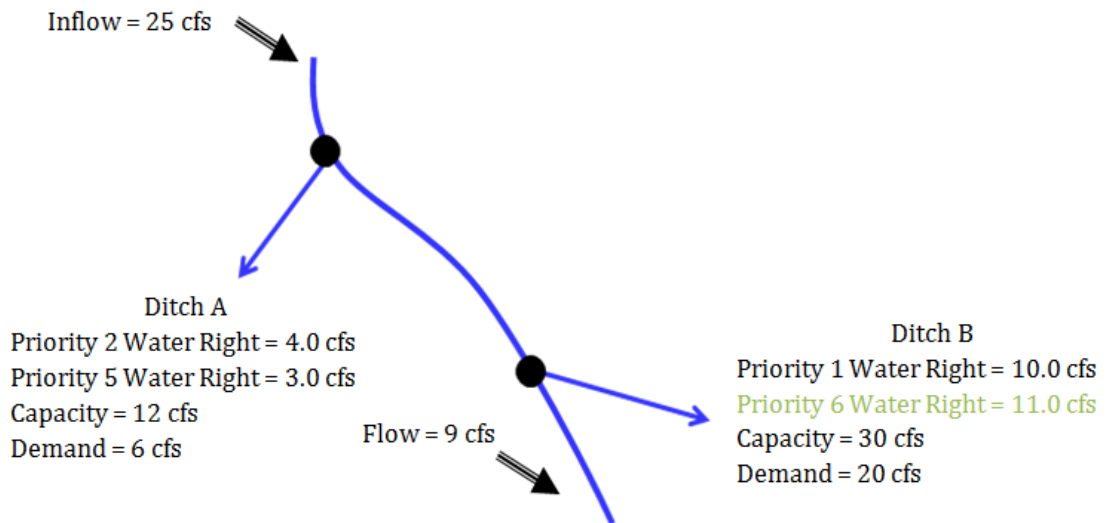 Inflow = 25 cfs
Ditch A
Priority 2 Water Right = 4.0 cfs
Priority 5 Water Right = 3.0 cfs
Capacity = 12 cfs
Demand = 6 cfs
Flow = 9 cfs
Ditch B
Priority 1 Water Right = 10.0 cfs
Priority 6 Water Right = 11.0 cfs
Capacity = 30 cfs
Demand = 20 cfs